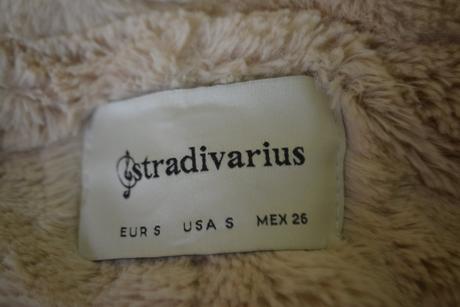 stradivarius
EUR S USA S MEX 26